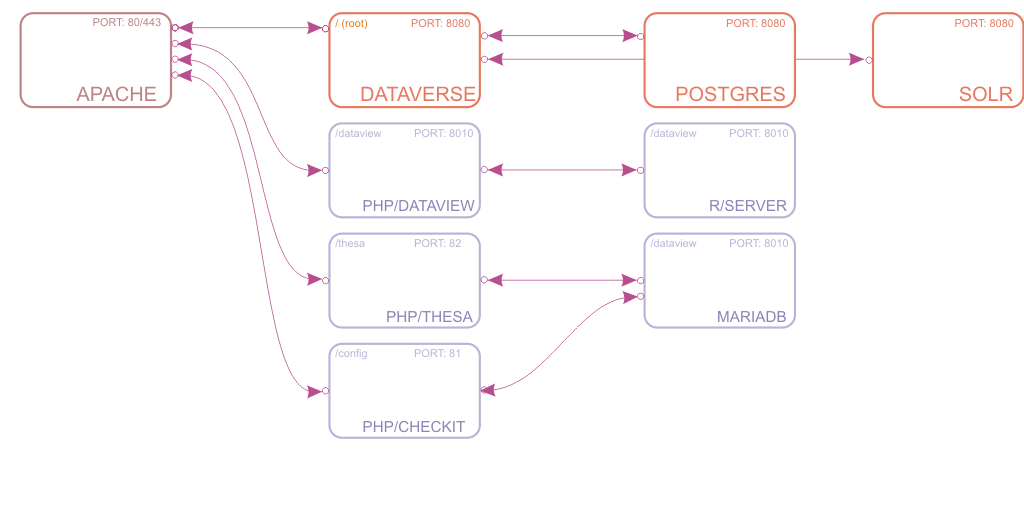 PORT: 80/443
APACHE
/ (root) PORT: 8080
DATAVERSE
PORT: 8080
POSTGRES
PORT: 8080
SOLR
/dataview PORT: 8010
PHP/DATAVIEW
/dataview PORT: 8010
R/SERVER
/thesa PORT: 82
PHP/THESA
/dataview PORT: 8010
MARIADB
/config PORT: 81
PHP/CHECKIT